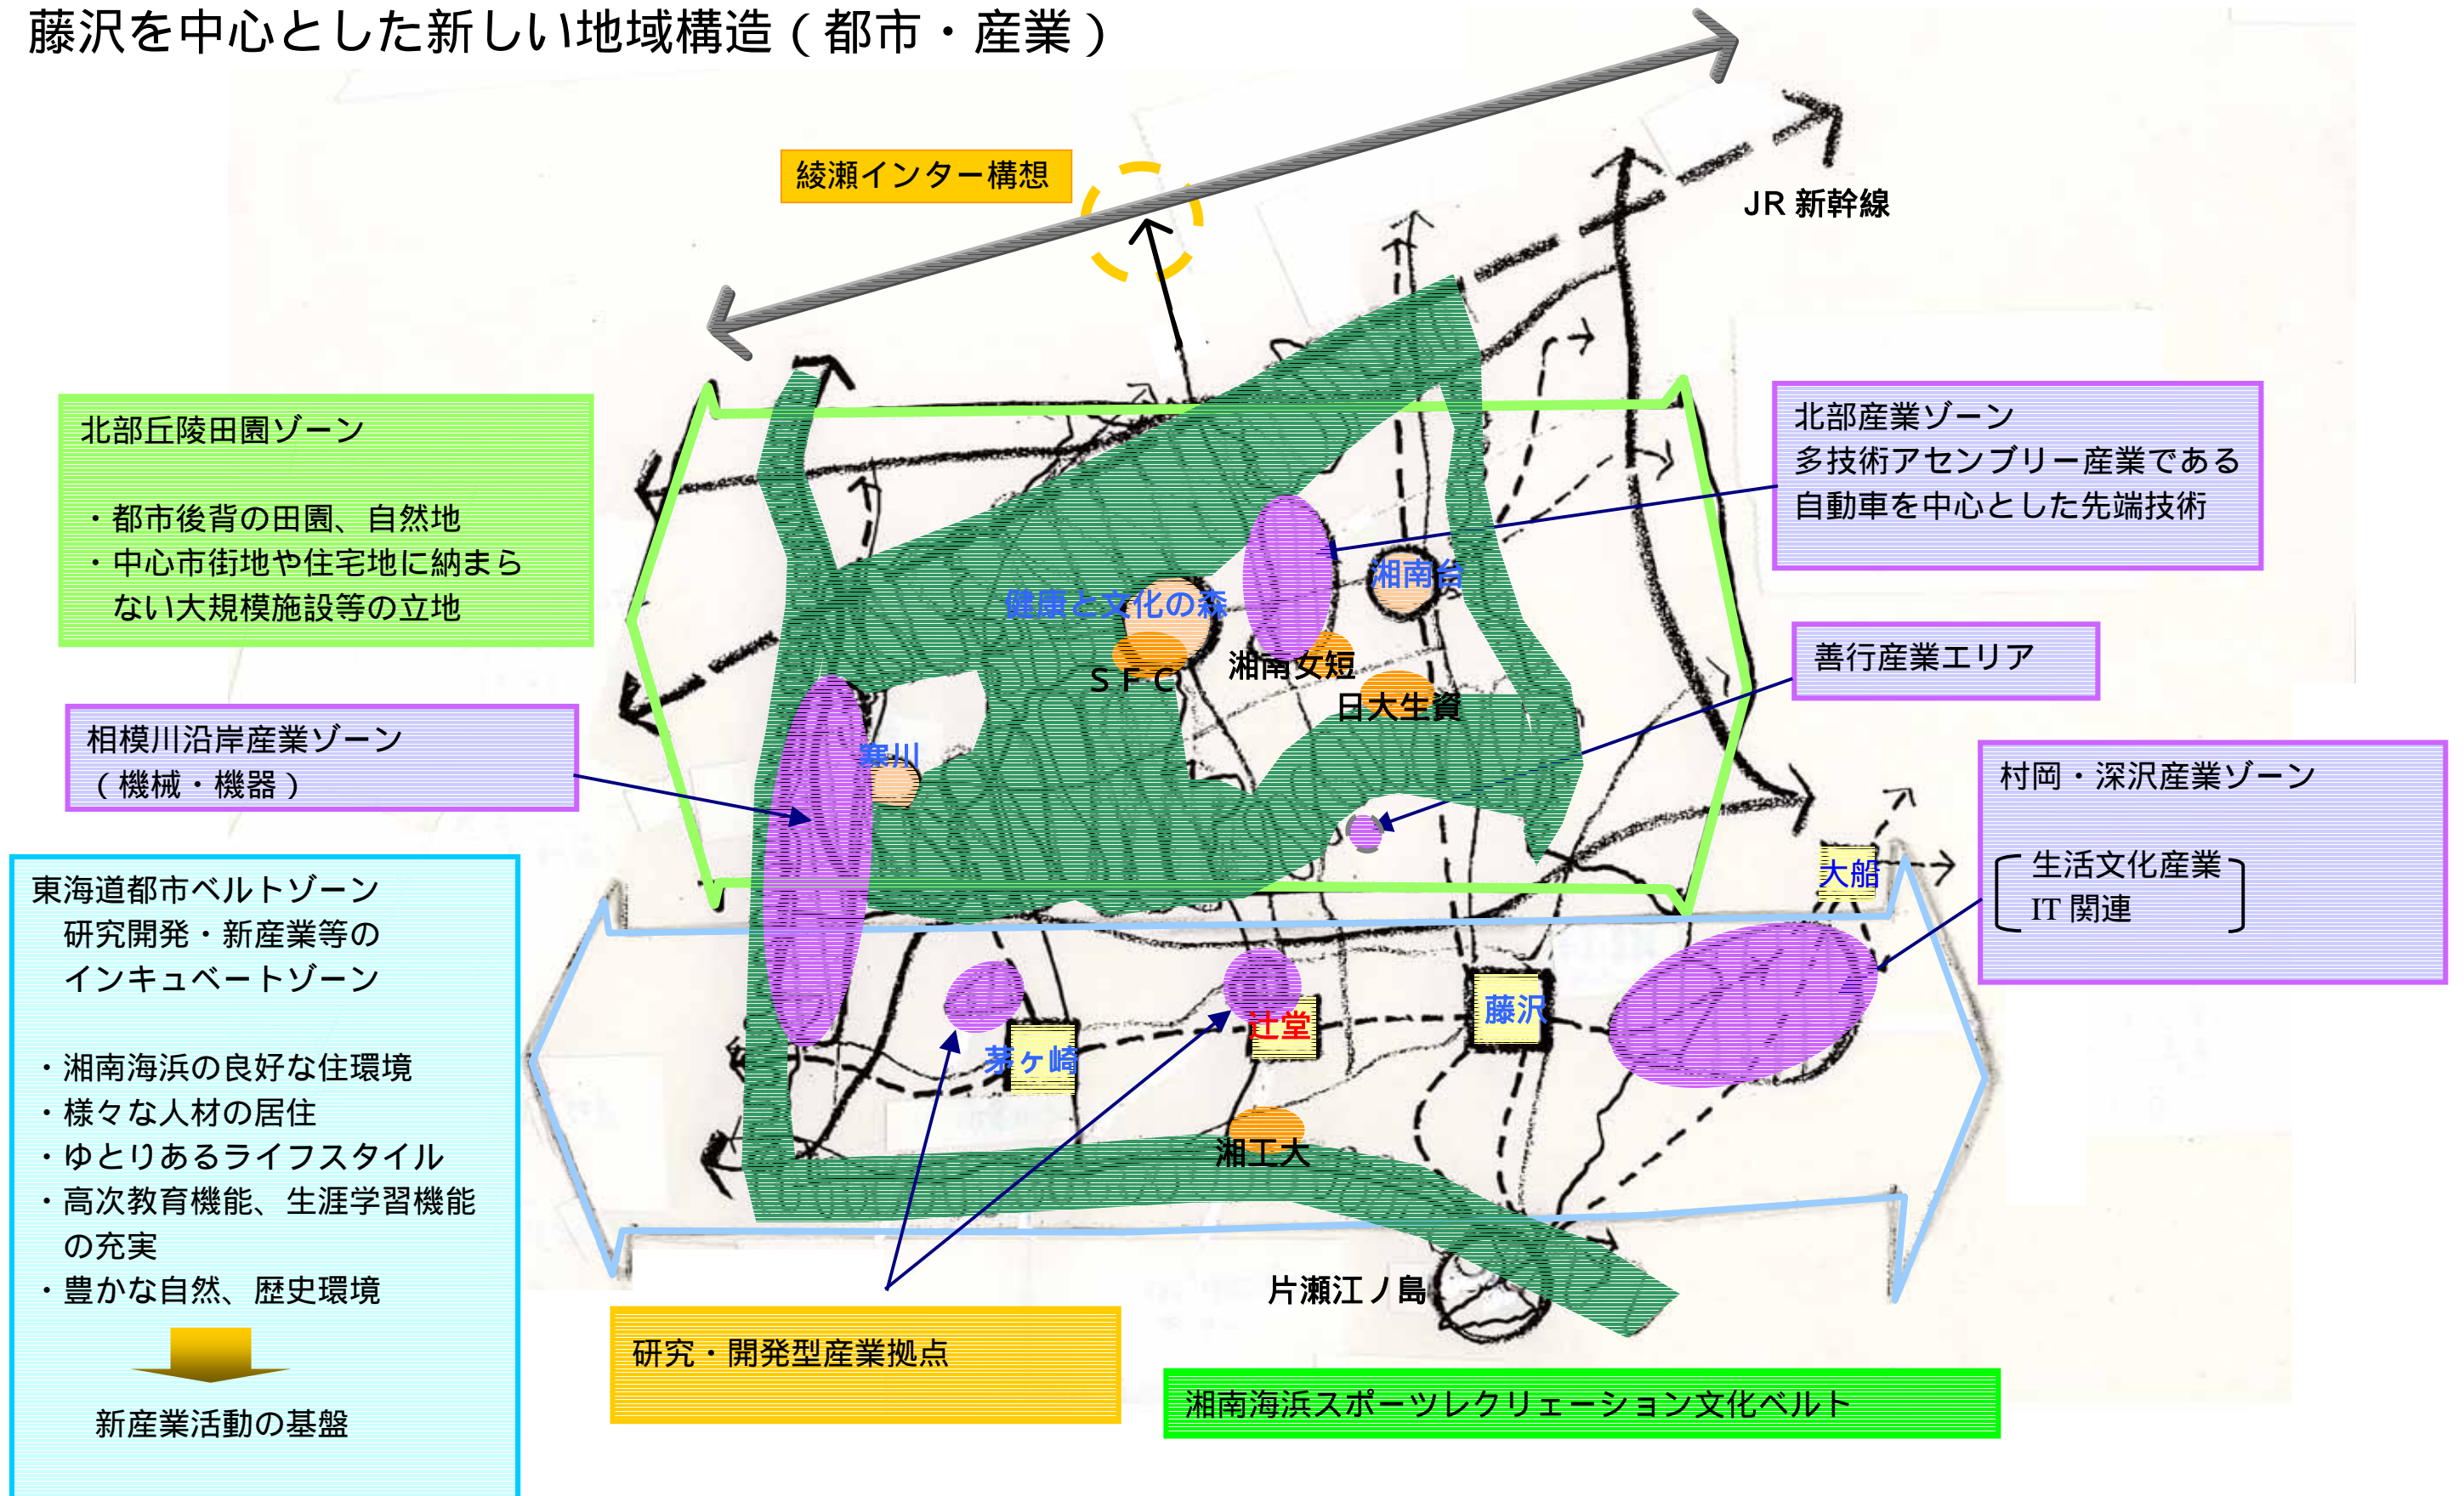 藤沢を中心とした新しい地域構造（都市・産業）
綾瀬インター構想
JR 新幹線
北部丘陵田園ゾーン
・都市後背の田園、自然地
・中心市街地や住宅地に納まら
ない大規模施設等の立地
北部産業ゾーン
多技術アセンブリー産業である
自動車を中心とした先端技術
湘南台
健康と文化の森
ＳＦＣ
湘南女短
日大生資
善行産業エリア
相模川沿岸産業ゾーン
（機械・機器）
寒川
村岡・深沢産業ゾーン
生活文化産業
IT 関連
大船
東海道都市ベルトゾーン
研究開発・新産業等の
インキュベートゾーン
・湘南海浜の良好な住環境
・様々な人材の居住
・ゆとりあるライフスタイル
・高次教育機能、生涯学習機能
の充実
・豊かな自然、歴史環境
新産業活動の基盤
藤沢
辻堂
茅ヶ崎
湘工大
片瀬江ノ島
研究・開発型産業拠点
湘南海浜スポーツレクリェーション文化ベルト